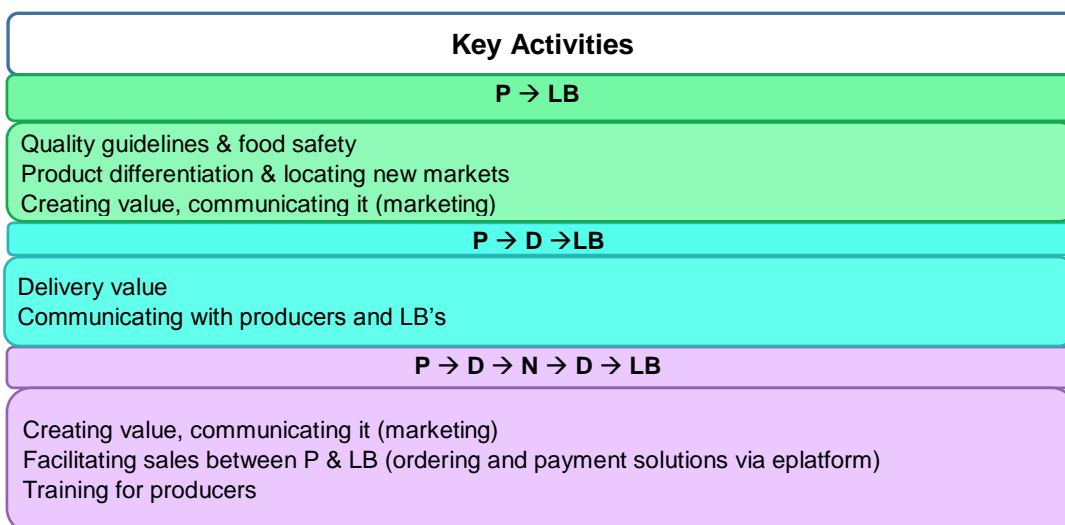 Key Activities
P → LB
Quality guidelines & food safety
Product differentiation & locating new markets
Creating value, communicating it (marketing)
P → D →LB
Delivery value
Communicating with producers and LB's
P → D → N → D → LB
Creating value, communicating it (marketing)
Facilitating sales between P & LB (ordering and payment solutions via eplatform)
Training for producers